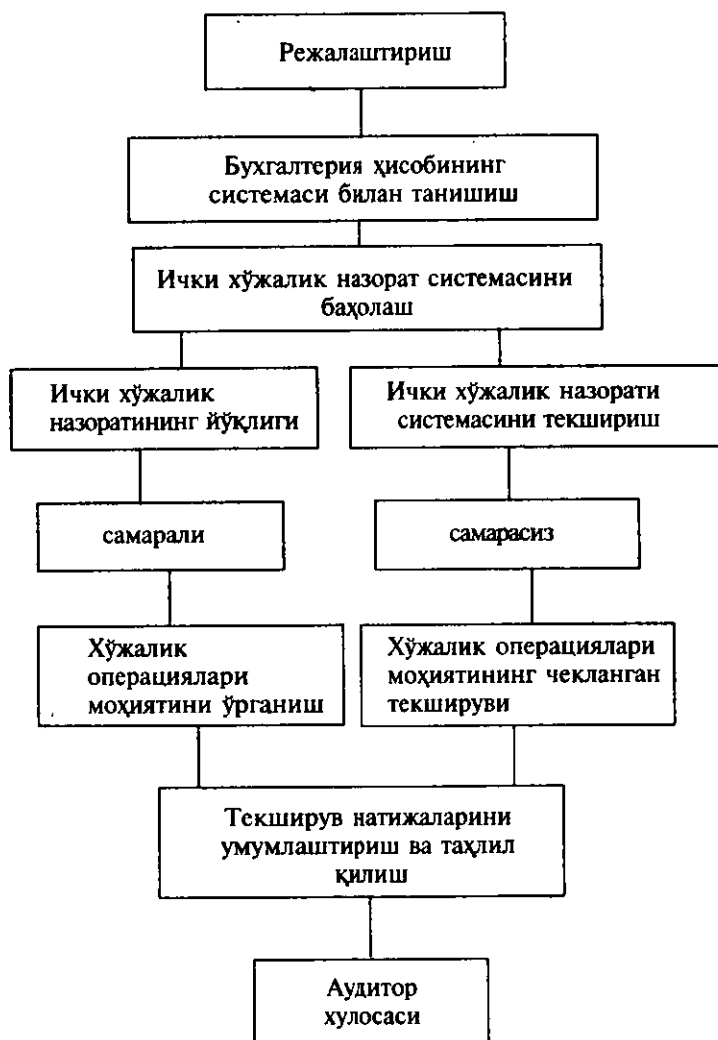 Режалаштириш
Бухгалтерия ҳисобининг
системаси билан танишиш
Ички хўжалик назорат системасини
баҳолаш
Ички хўжалик
назоратининг йўқлиги
Ички хўжалик назорати
системасини текшириш
самарали
самарасиз
Хўжалик
операциялари
моҳиятини ўрганиш
Хўжалик операциялари
моҳиятининг чекланган
текшируви
Текширув натижаларини
умумлаштириш ва таҳлил
қилиш
Аудитор
хулосаси